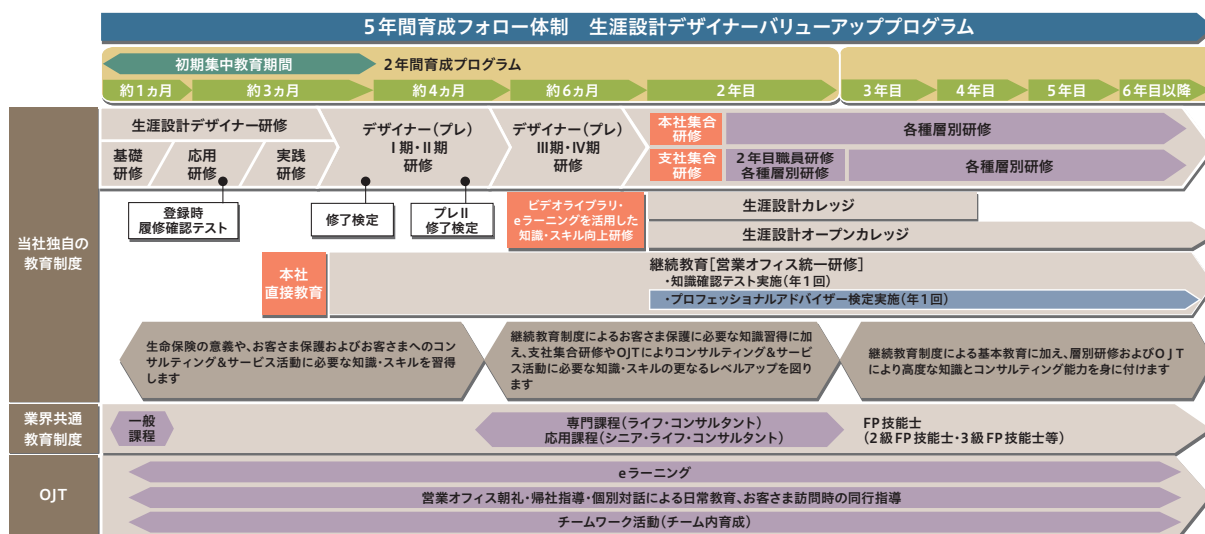 5年間育成フォロー体制　生涯設計デザイナーバリューアッププログラム
初期集中教育期間
2年間育成プログラム
約1ヵ月
約3ヵ月
約4ヵ月
約6ヵ月
2年目
3年目
4年目
5年目
6年目以降
当社独自の
教育制度
生涯設計デザイナー研修
基礎
研修
応用
研修
実践
研修
デザイナー（プレ）
Ⅰ期・Ⅱ期
研修
デザイナー（プレ）
Ⅲ期・Ⅳ期
研修
本社集合
研修
各種層別研修
支社集合
研修
2年目職員研修
各種層別研修
各種層別研修
登録時
履修確認テスト
修了検定
プレⅡ
修了検定
ビデオライブラリ・
eラーニングを活用した
知識・スキル向上研修
生涯設計カレッジ
生涯設計オープンカレッジ
本社
直接教育
継続教育［営業オフィス統一研修］
・知識確認テスト実施（年1回）
・プロフェッショナルアドバイザー検定実施（年1回）
生命保険の意義や、お客さま保護およびお客さまへのコン
サルティング＆サービス活動に必要な知識・スキルを習得
します
継続教育制度によるお客さま保護に必要な知識習得に加
え、支社集合研修やOJTによりコンサルティング＆サービ
ス活動に必要な知識・スキルの更なるレベルアップを図り
ます
継続教育制度による基本教育に加え、層別研修およびOJT
により高度な知識とコンサルティング能力を身に付けます
業界共通
教育制度
一般
課程
専門課程（ライフ・コンサルタント）
応用課程（シニア・ライフ・コンサルタント）
FP技能士
（2級FP技能士・3級FP技能士等）
OJT
eラーニング
営業オフィス朝礼・帰社指導・個別対話による日常教育、お客さま訪問時の同行指導
チームワーク活動（チーム内育成）